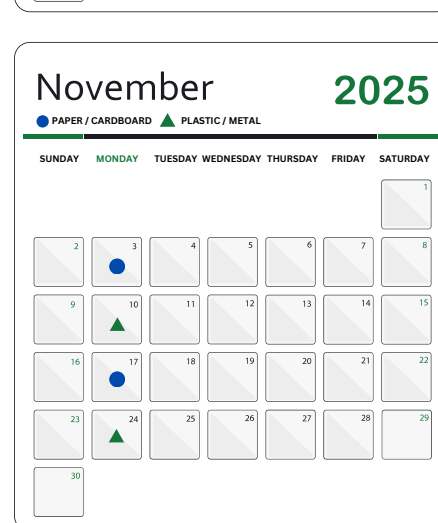 November 2025
PAPER / CARDBOARD PLASTIC / METAL
SUNDAY MONDAY TUESDAY WEDNESDAY THURSDAY FRIDAY SATURDAY
1
2 3 4 5 6 7 8
9 10 11 12 13 14 15
16 17 18 19 20 21 22
23 24 25 26 27 28 29
30